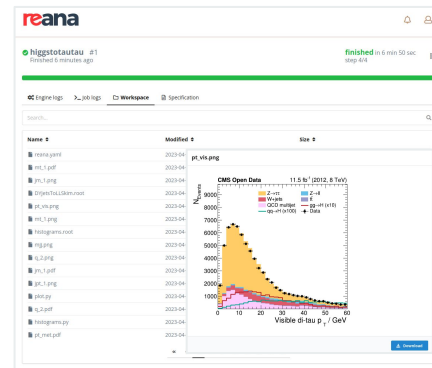 reana
higgstotautau #1
Finished 6 minutes ago
finished in 6 min 50 sec
step 4/4
Engine logs
Job logs
Workspace
Specification
Search...
Name Modified Size
reana.yaml 2023-04-
mt_1.pdf
jm_1.png 2023-04
DYJetsToLLSkim.root 2023-04
pt_vis.png 2023-04
mt_1.png 2023-04
histograms.root 2023-04
mg.png 2023-04
q_2.png 2023-04
jm_1.pdf 2023-04
jpt_1.png 2023-04
plot.py 2023-04
q_2.pdf 2023-04
histograms.py 2023-04
pt_met.pdf 2023-04
«
pt_vis.png
CMS Open Data 11.5 fb-1 (2012, 8 TeV)
N Events
9000
8000
7000
6000
5000
4000
3000
2000
1000
0 10 20 30 40 50 60
Visible di-tau p T / GeV
Z→ττ Z→ll
W+jets tt̄
QCD multijet gg→H (x10)
qq→H (x100) Data
Download